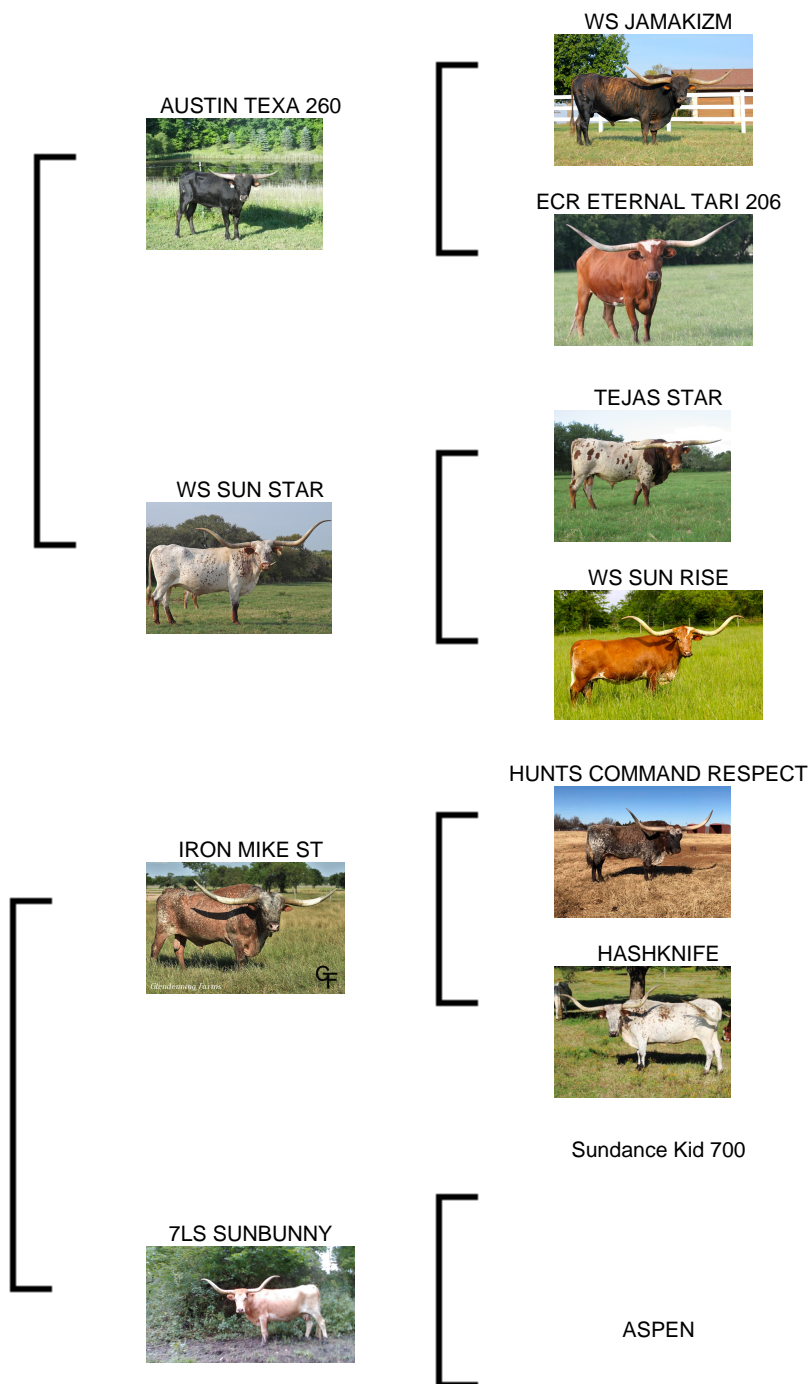 WS JAMAKIZM
AUSTIN TEXA 260
ECR ETERNAL TARI 206
TEJAS STAR
WS SUN STAR
WS SUN RISE
HUNTS COMMAND RESPECT
IRON MIKE ST
Glendenning Farms
GF
HASHKNIFE
Sundance Kid 700
7LS SUNBUNNY
ASPEN